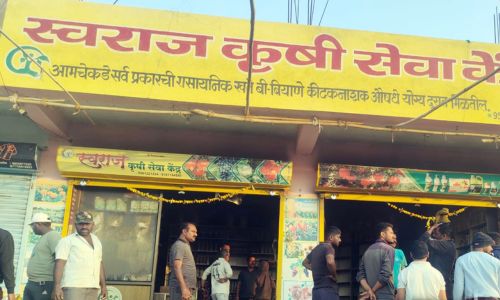 स्वराज कृषी सेवा कें
आमचेकडे सर्व प्रकारची रासायनिक खते बी-बियाणे कीटकनाशक औषधे योग्य दरात मिळतील.
स्वराज कृषी सेवा केंद्र